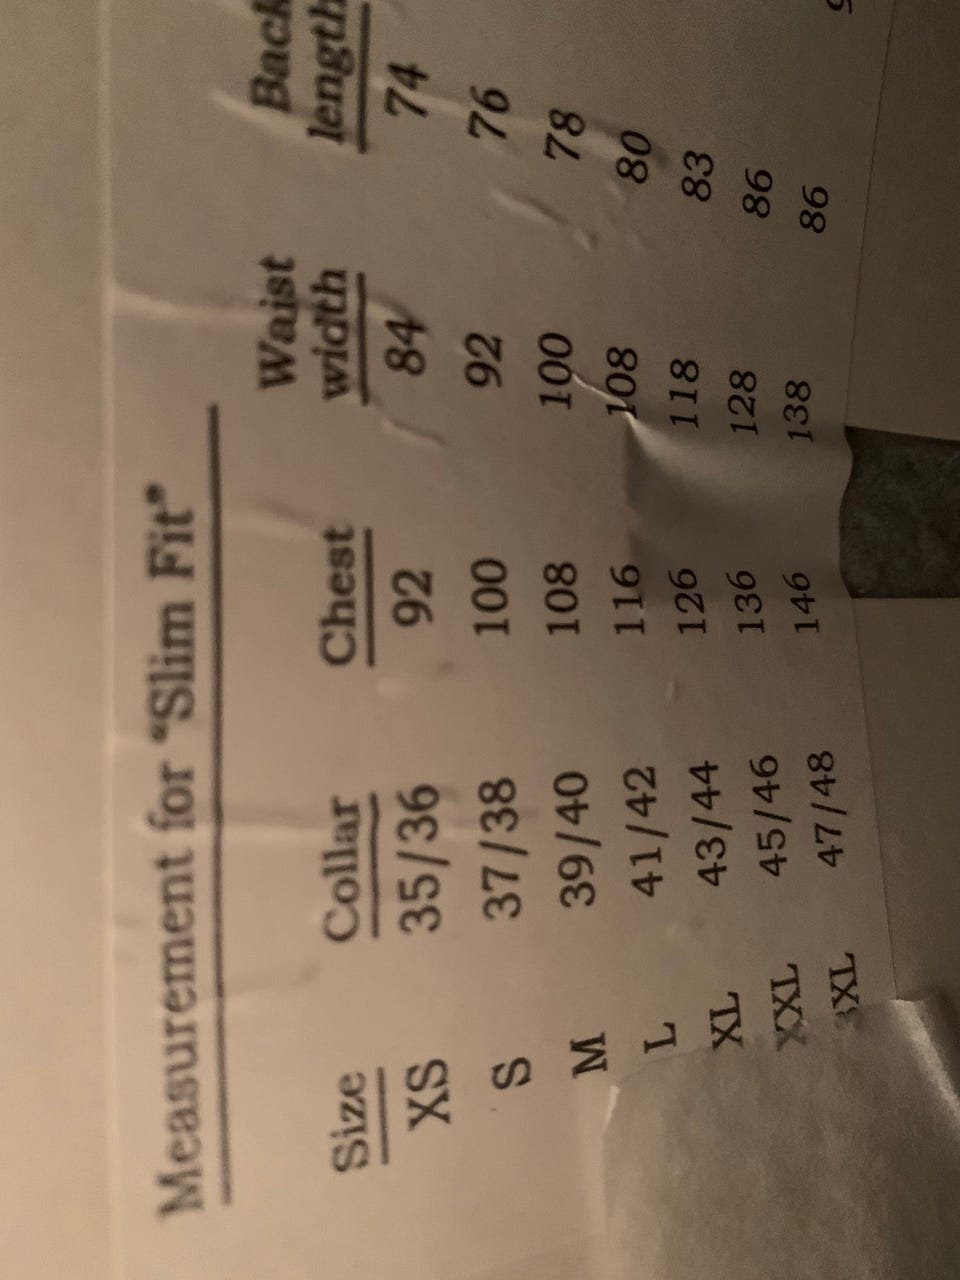 Measurement for “Slim Fit”
Size Collar Chest Waist width Back length
XS 35/36 92 84 74
S 37/38 100 92 76
M 39/40 108 100 78
L 41/42 116 108 80
XL 43/44 126 118 83
XXL 45/46 136 128 86
3XL 47/48 146 138 86